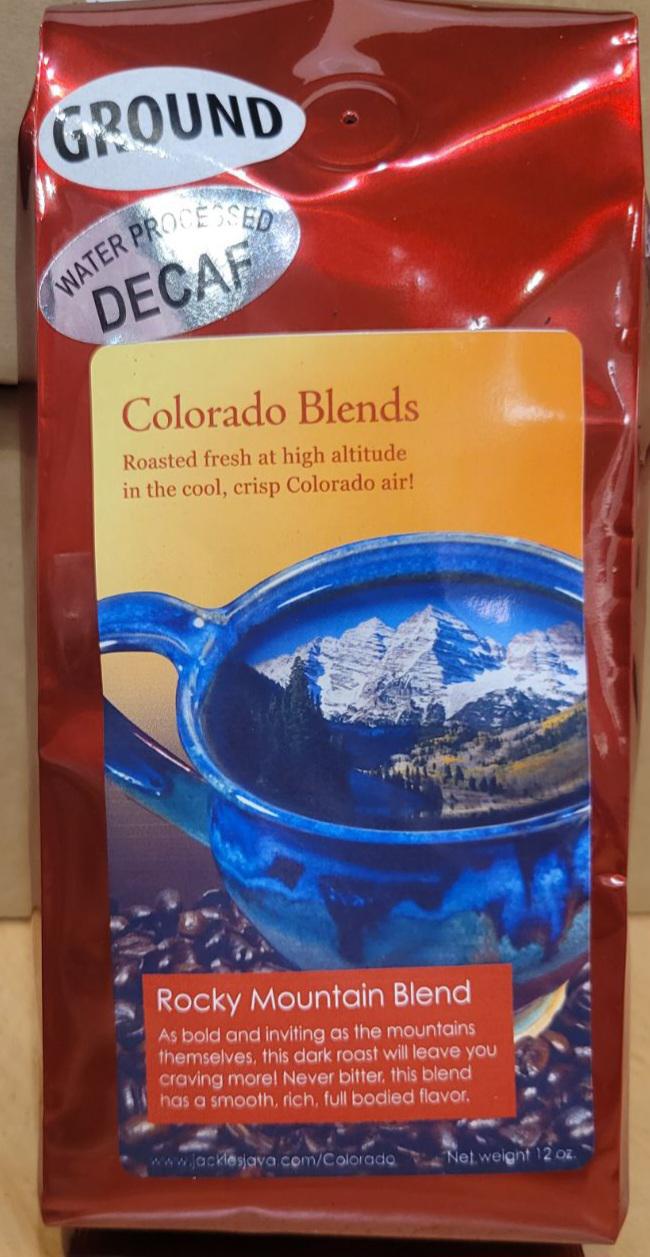 GROUND
WATER PROCESSED
DECAF
Colorado Blends
Roasted fresh at high altitude
in the cool, crisp Colorado air!
Rocky Mountain Blend
As bold and inviting as the mountains
themselves, this dark roast will leave you
craving more! Never bitter, this blend
has a smooth, rich, full bodied flavor.
www.jackiesjava.com/Colorado Net weight 12 oz.